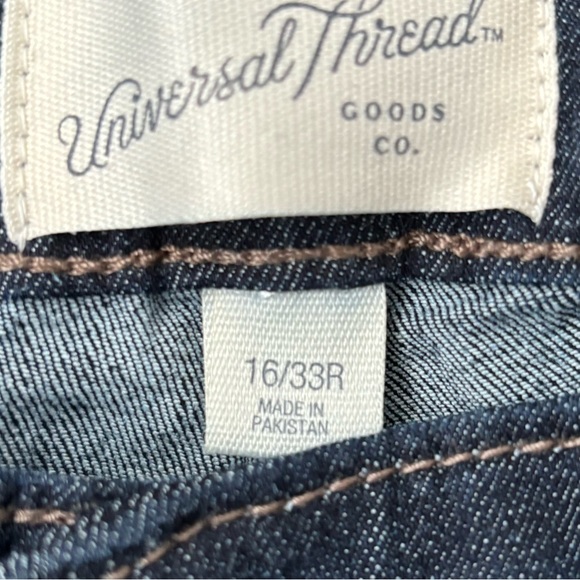 Universal Thread™
GOODS
CO.
16/33R
MADE IN
PAKISTAN